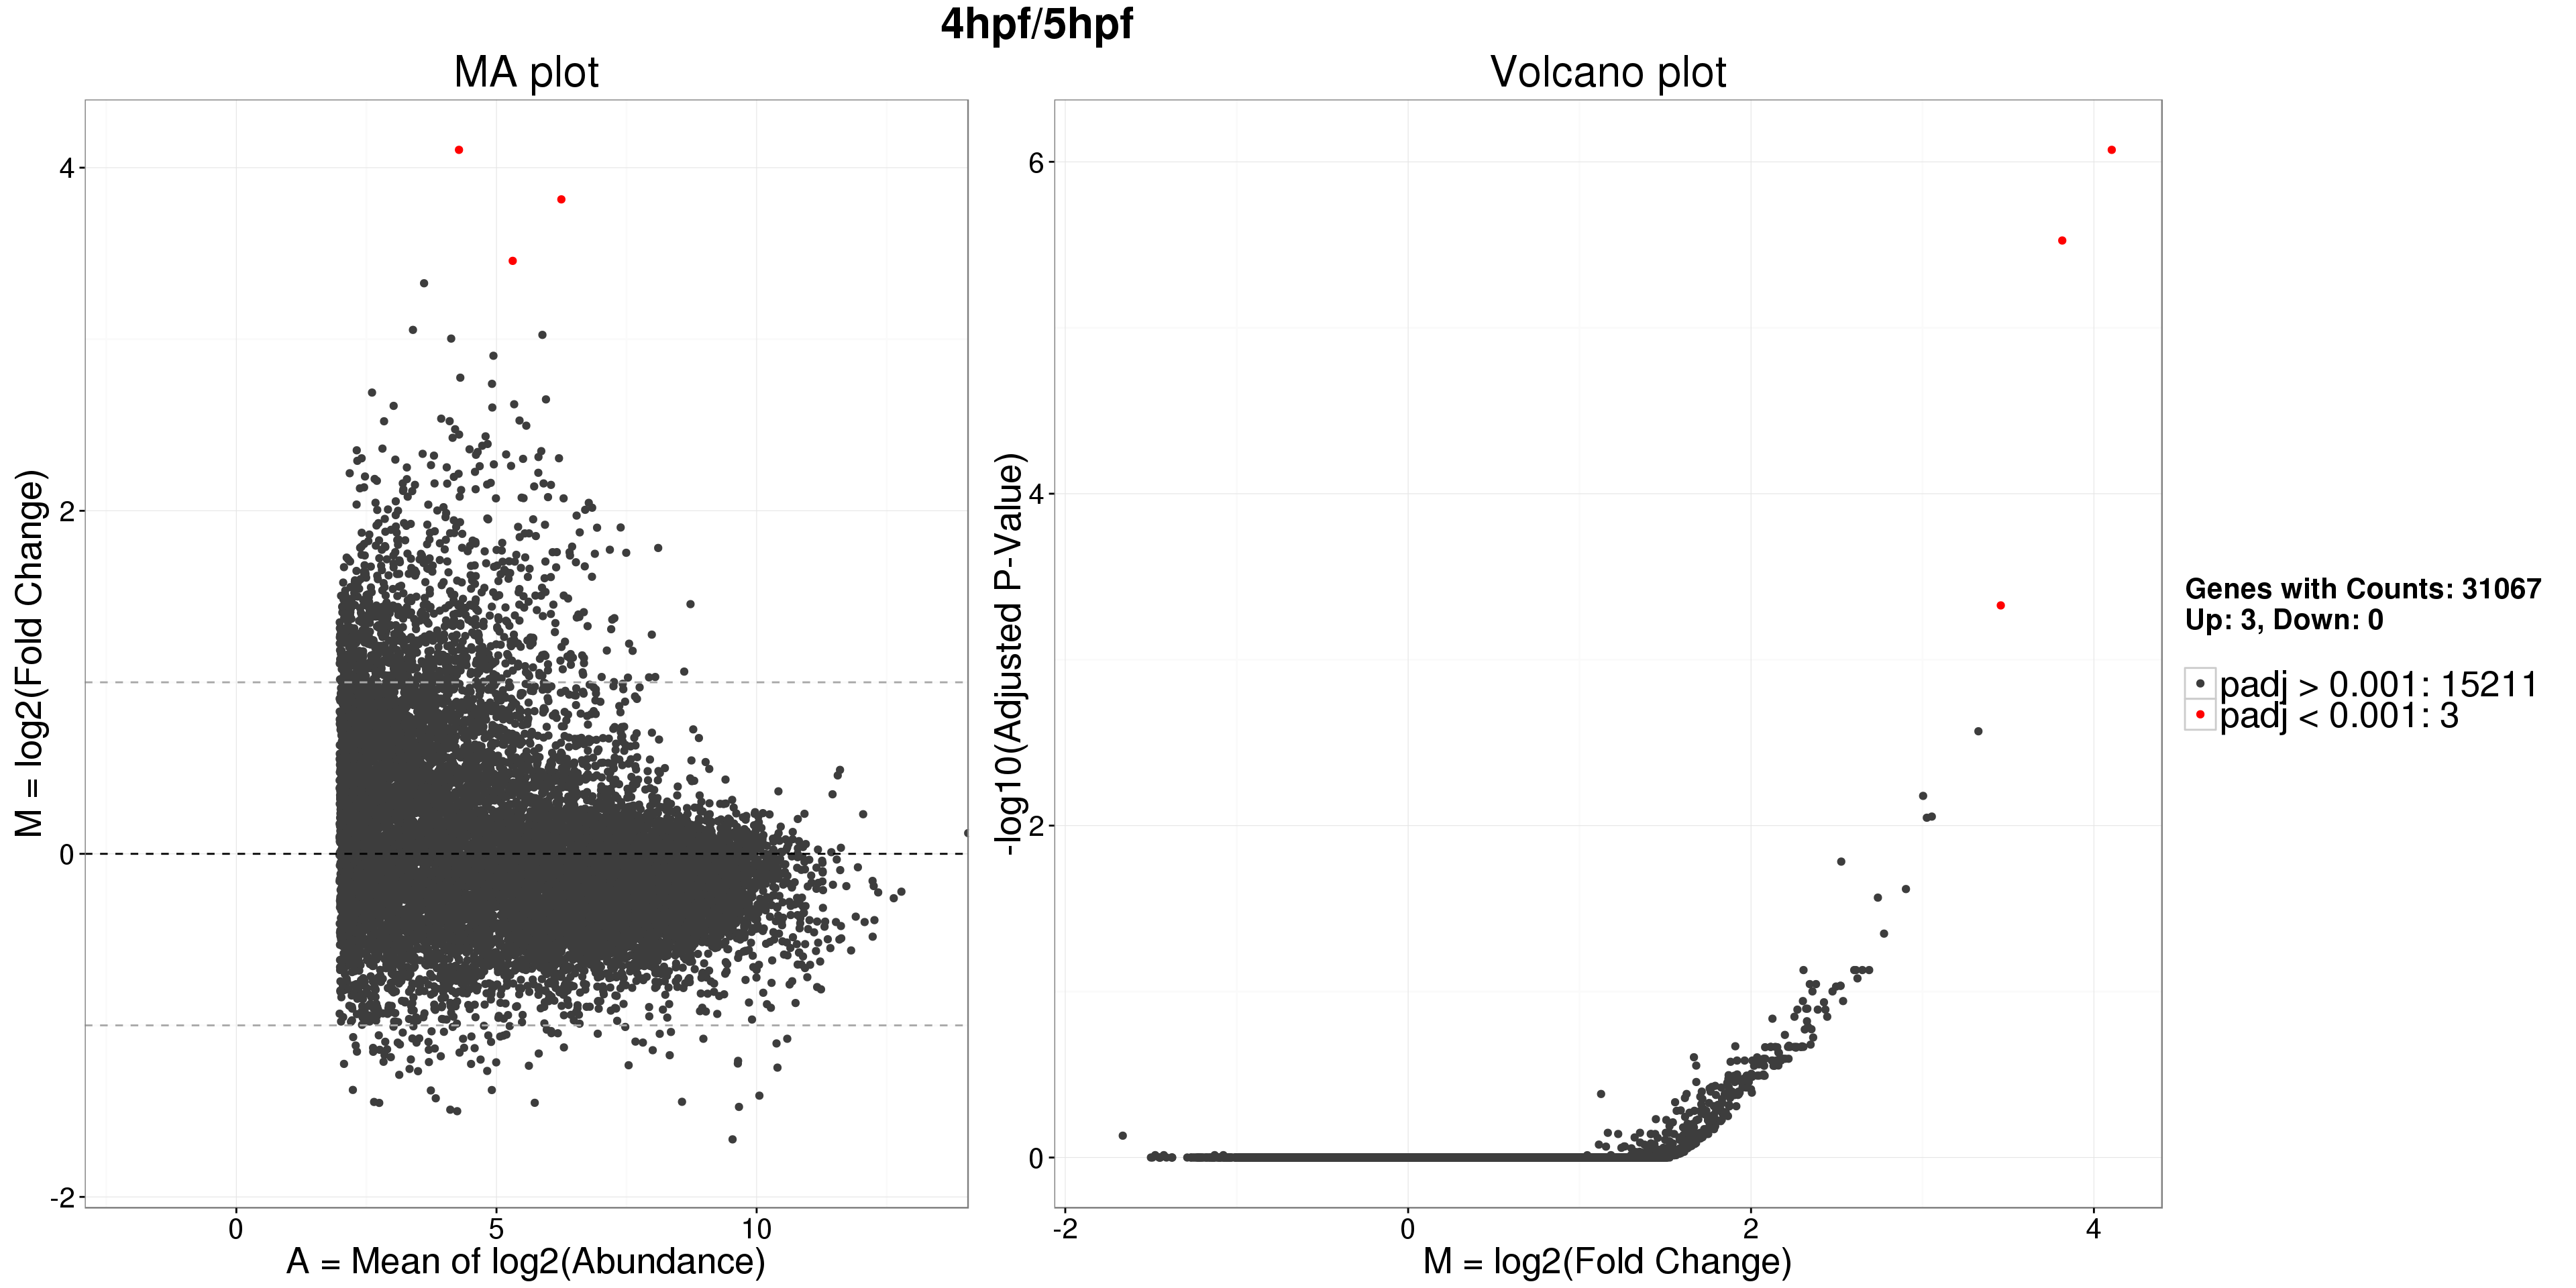 4hpf/5hpf
MA plot
M = log2(Fold Change)
4
2
0
-2
0 5 10
A = Mean of log2(Abundance)
Volcano plot
-log10(Adjusted P-Value)
6
4
2
0
-2 0 2 4
M = log2(Fold Change)
Genes with Counts: 31067
Up: 3, Down: 0
padj > 0.001: 15211
padj < 0.001: 3